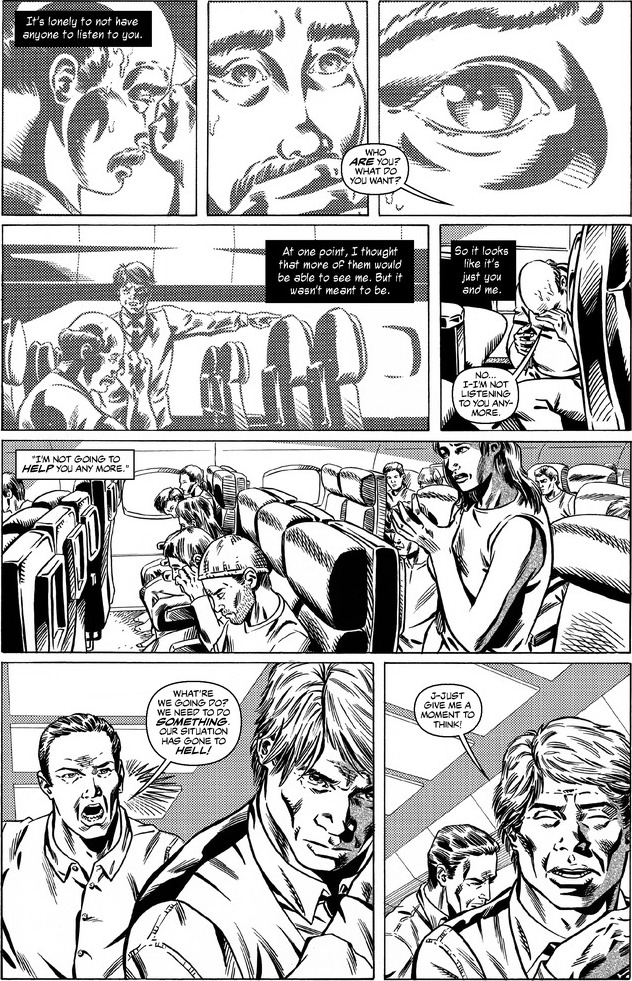 It's lonely to not have
anyone to listen to you.
WHO
ARE YOU?
WHAT DO
YOU WANT?
At one point, I thought
that more of them would
be able to see me. But it
wasn't meant to be.
So it looks
like it's
just you
and me.
NO...
I-I'M NOT
LISTENING
TO YOU ANY-
MORE.
"I'M NOT GOING TO
HELP YOU ANY MORE."
WHAT'RE
WE GOING DO?
WE NEED TO DO
SOMETHING.
OUR SITUATION
HAS GONE TO
HELL!
J-JUST
GIVE ME A
MOMENT TO
THINK!